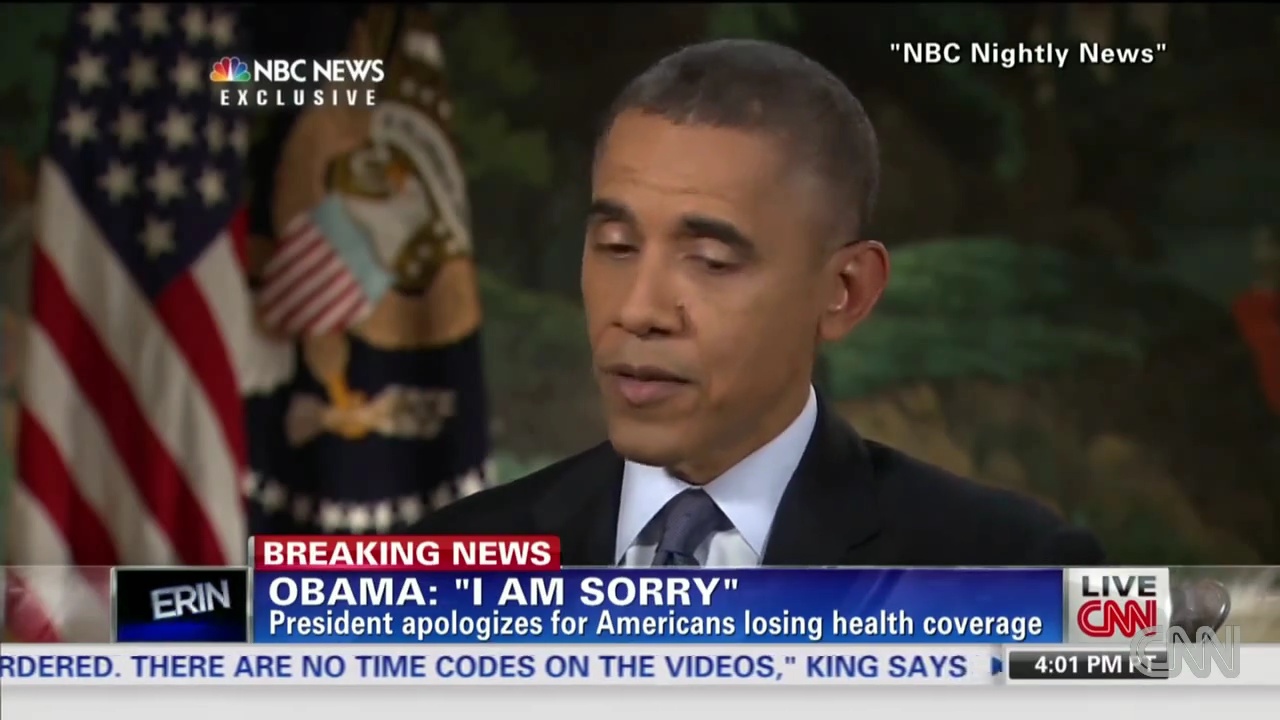 NBC NEWS
EXCLUSIVE
"NBC Nightly News"
BREAKING NEWS
ERIN
OBAMA: "I AM SORRY"
President apologizes for Americans losing health coverage
LIVE
CNN
RDERED. THERE ARE NO TIME CODES ON THE VIDEOS," KING SAYS
4:01 PM PT
CNN